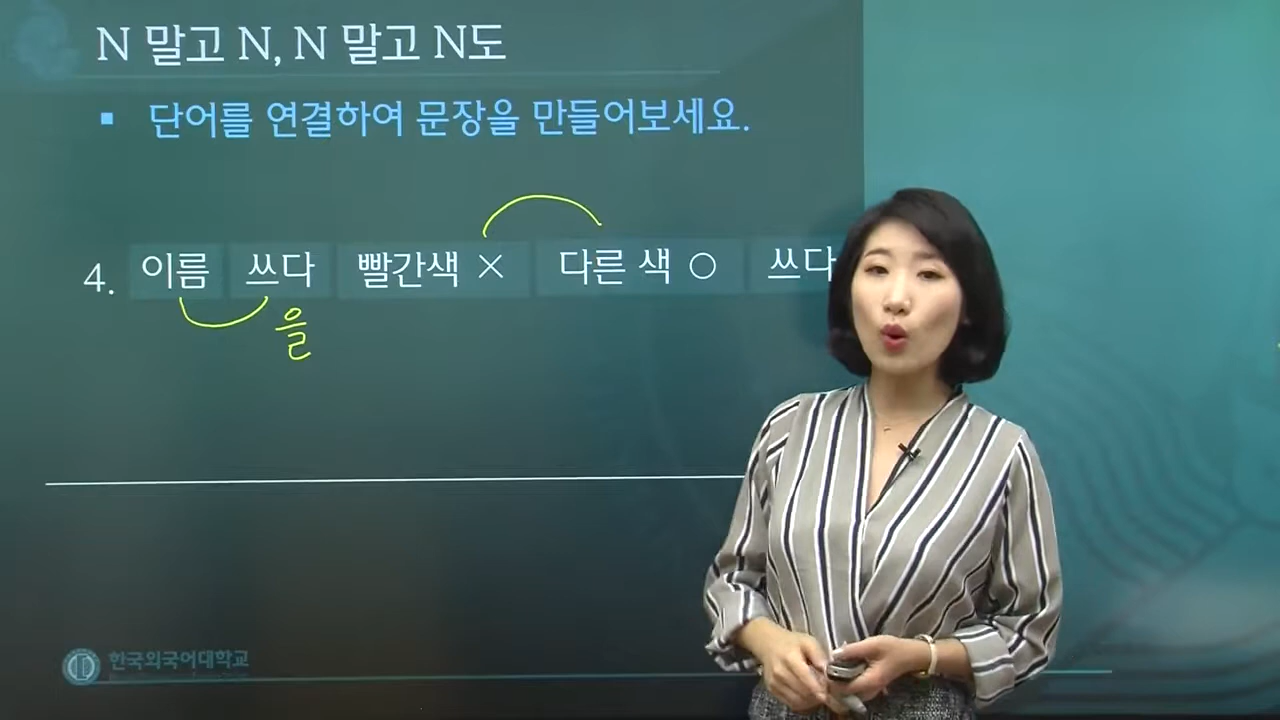 N 말고 N, N 말고 N도
▪ 단어를 연결하여 문장을 만들어보세요.
4. 이름 쓰다 빨간색 × 다른 색 ○ 쓰다
을
한국외국어대학교